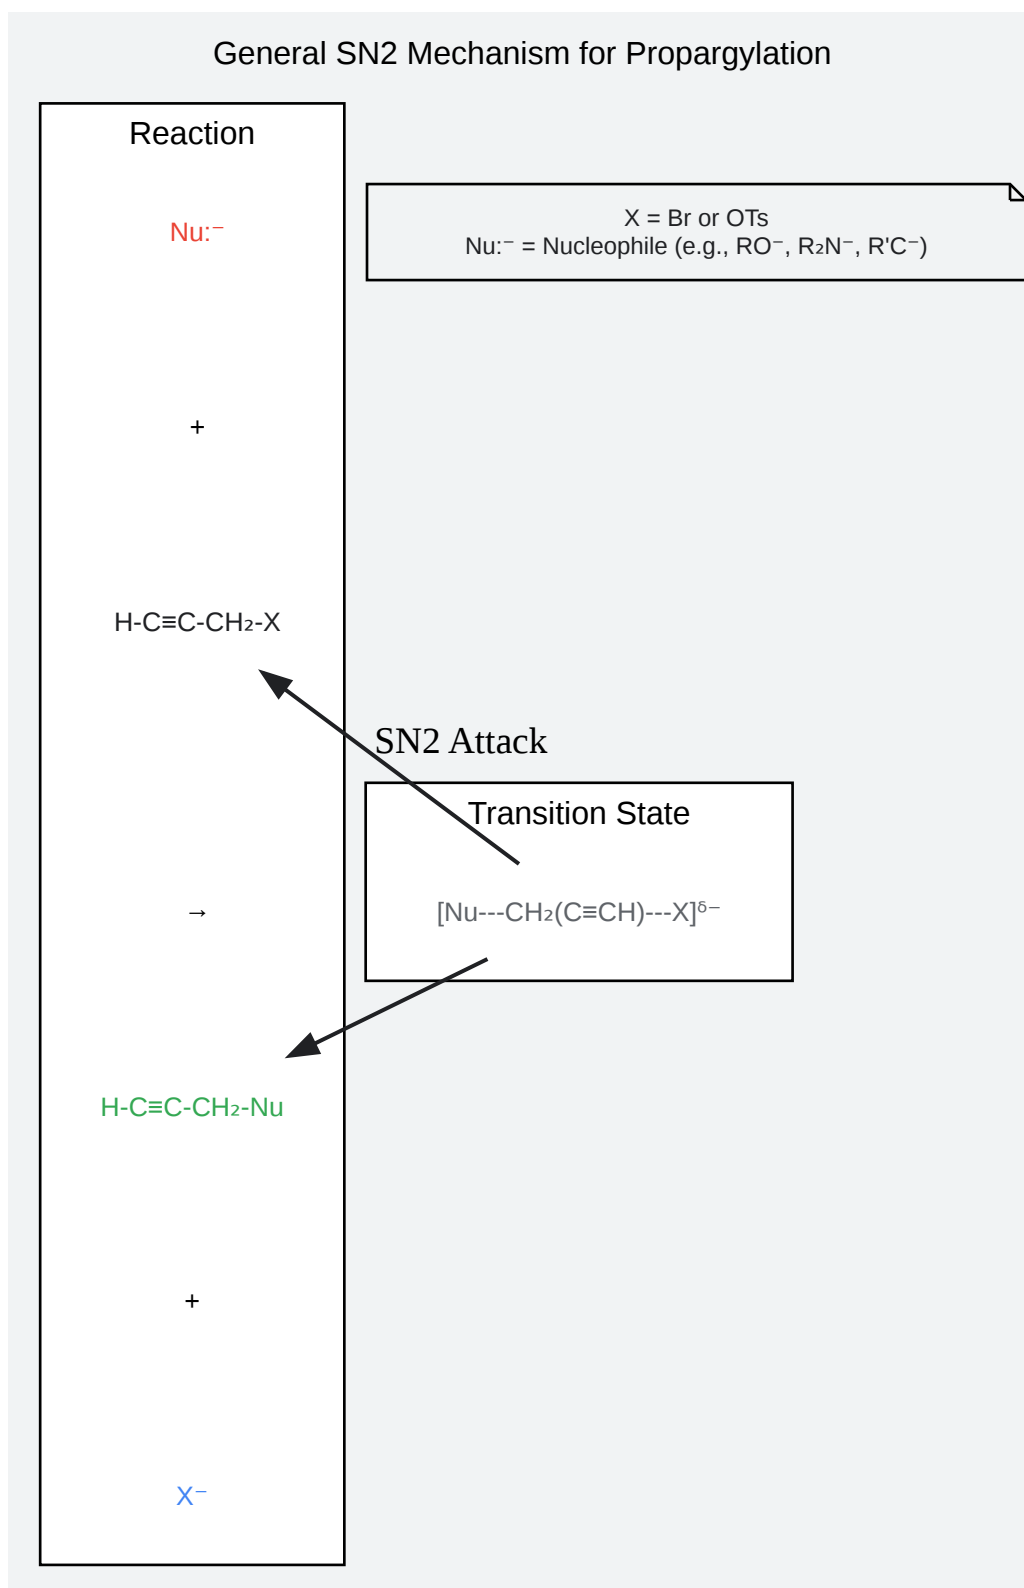 General SN2 Mechanism for Propargylation
Reaction
Nu:⁻
X = Br or OTs
Nu:⁻ = Nucleophile (e.g., RO⁻, R₂N⁻, R'C⁻)
+
H-C≡C-CH₂-X
SN2 Attack
Transition State
→
[Nu---CH₂(C≡CH)---X]ᵟ⁻
H-C≡C-CH₂-Nu
+
X⁻